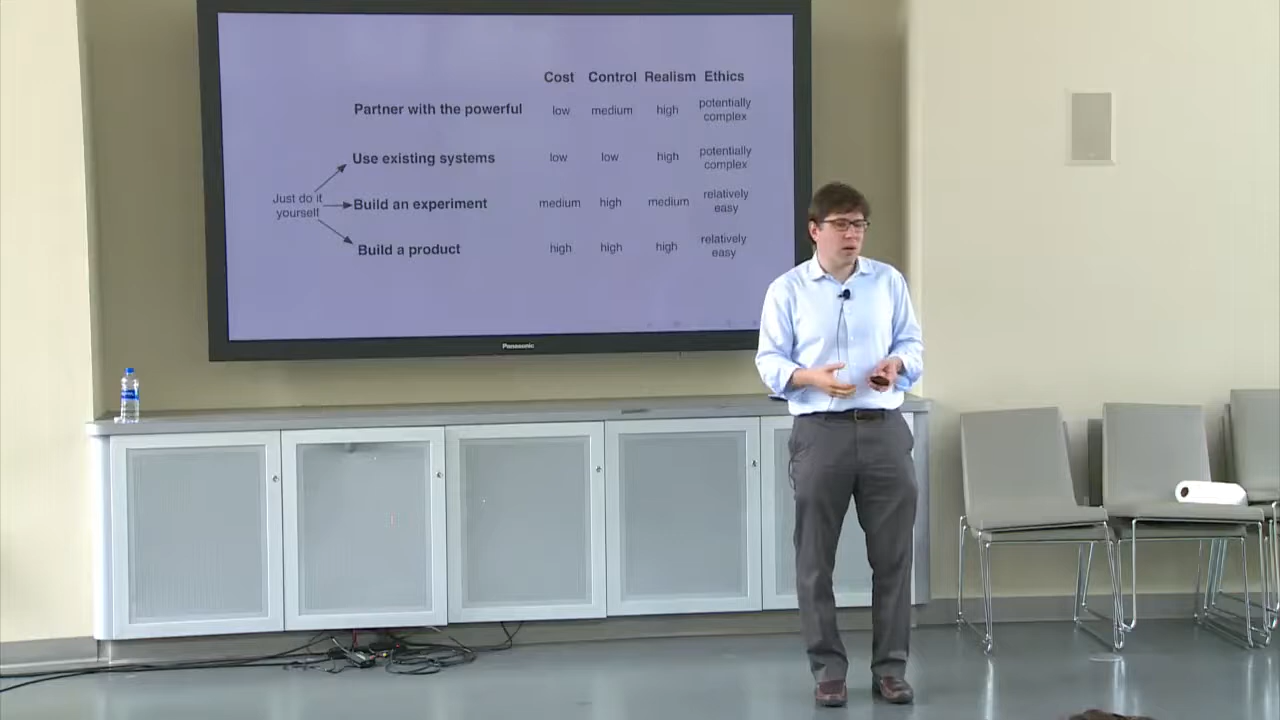 Cost Control Realism Ethics
Partner with the powerful low medium high potentially complex
Use existing systems low low high potentially complex
Just do it yourself
Build an experiment medium high medium relatively easy
Build a product high high high relatively easy
Panasonic